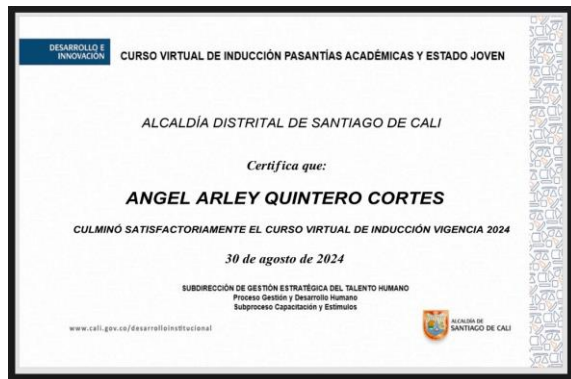 DESARROLLO E
INNOVACIÓN
CURSO VIRTUAL DE INDUCCIÓN PASANTÍAS ACADÉMICAS Y ESTADO JOVEN
ALCALDÍA DISTRITAL DE SANTIAGO DE CALI
Certifica que:
ANGEL ARLEY QUINTERO CORTES
CULMINÓ SATISFACTORIAMENTE EL CURSO VIRTUAL DE INDUCCIÓN VIGENCIA 2024
30 de agosto de 2024
SUBDIRECCIÓN DE GESTIÓN ESTRATÉGICA DEL TALENTO HUMANO
Proceso Gestión y Desarrollo Humano
Subproceso Capacitación y Estímulos
www.cali.gov.co/desarrolloinstitucional
ALCALDÍA DE
SANTIAGO DE CALI